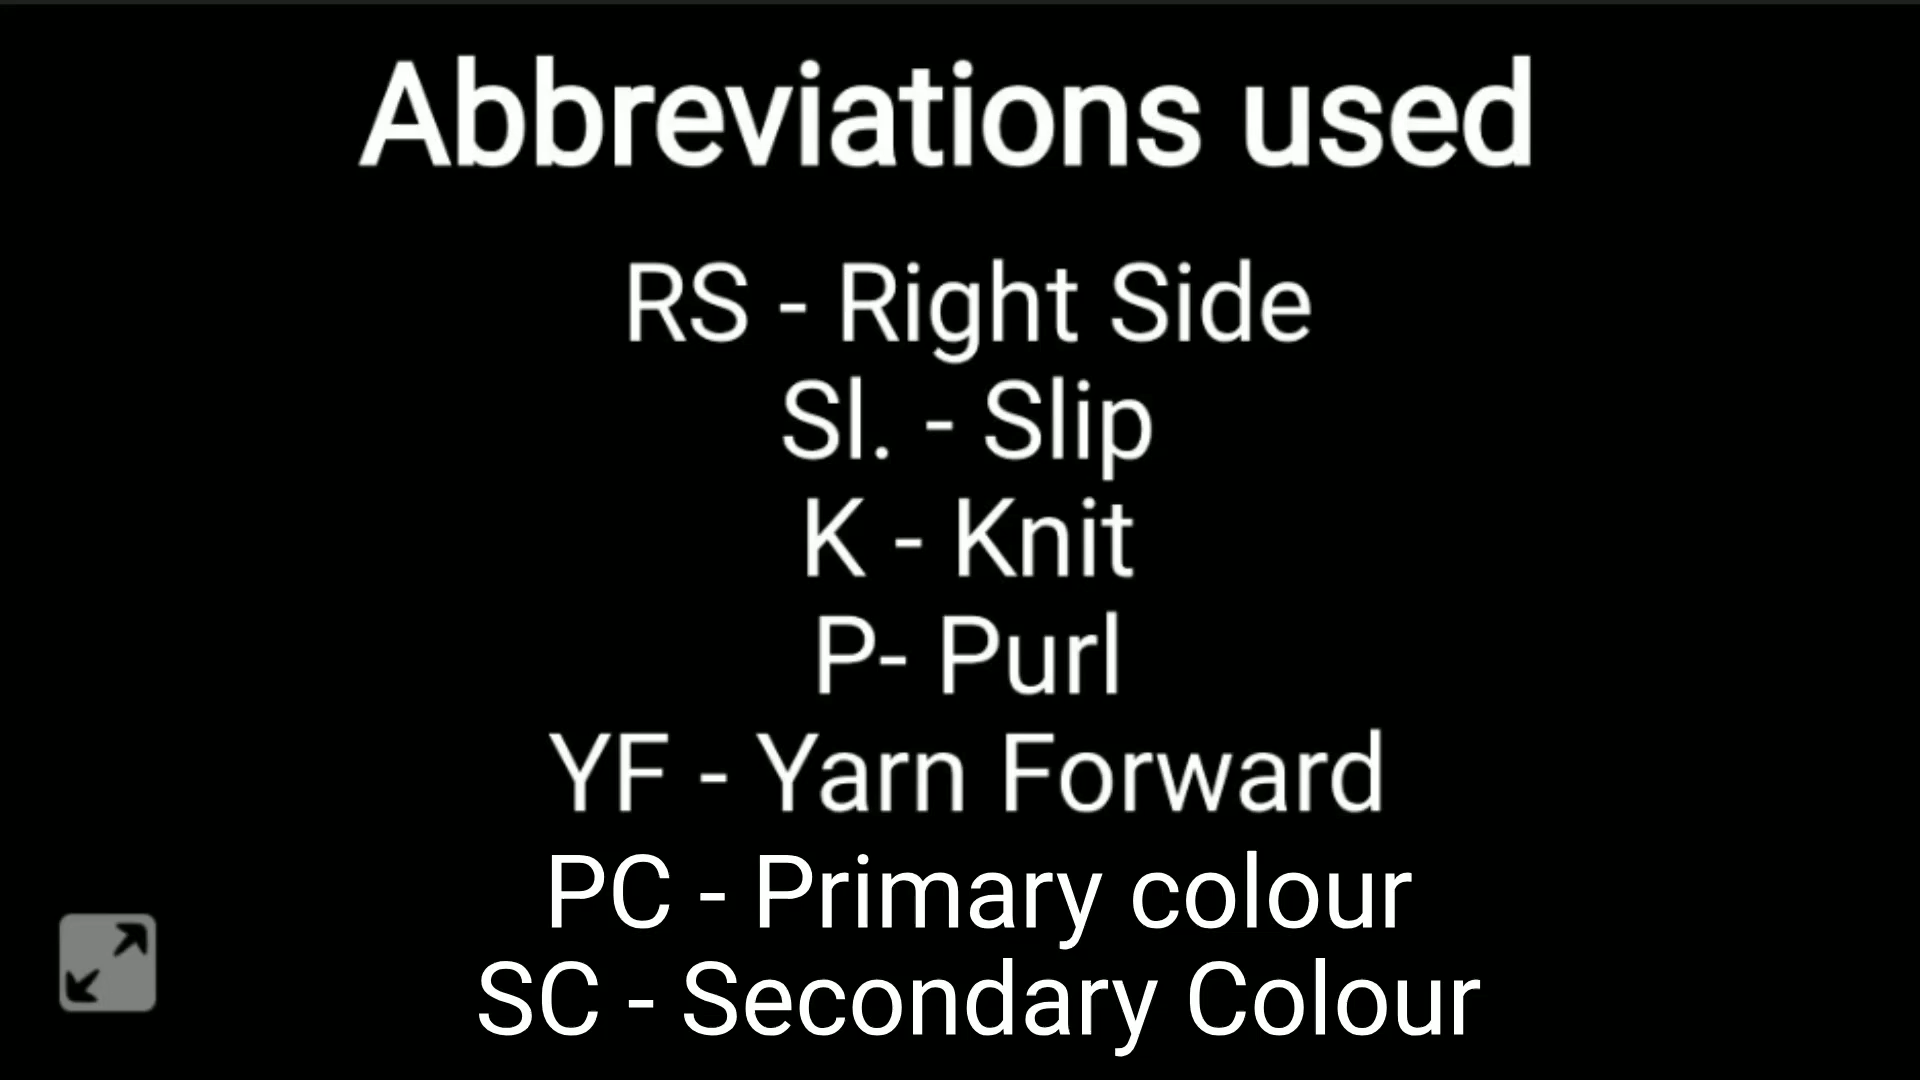 Abbreviations used
RS - Right Side
Sl. - Slip
K - Knit
P- Purl
YF - Yarn Forward
PC - Primary colour
SC - Secondary Colour